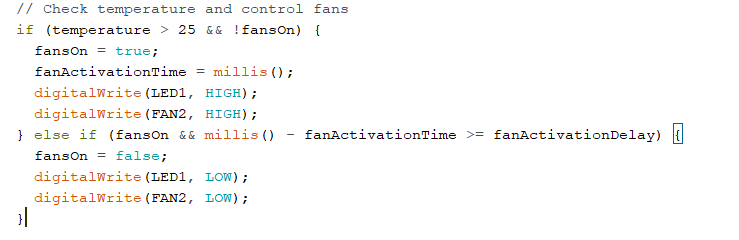 // Check temperature and control fans
if (temperature > 25 && !fansOn) {
fansOn = true;
fanActivationTime = millis();
digitalWrite(LED1, HIGH);
digitalWrite(FAN2, HIGH);
} else if (fansOn && millis() - fanActivationTime >= fanActivationDelay) {
fansOn = false;
digitalWrite(LED1, LOW);
digitalWrite(FAN2, LOW);
}